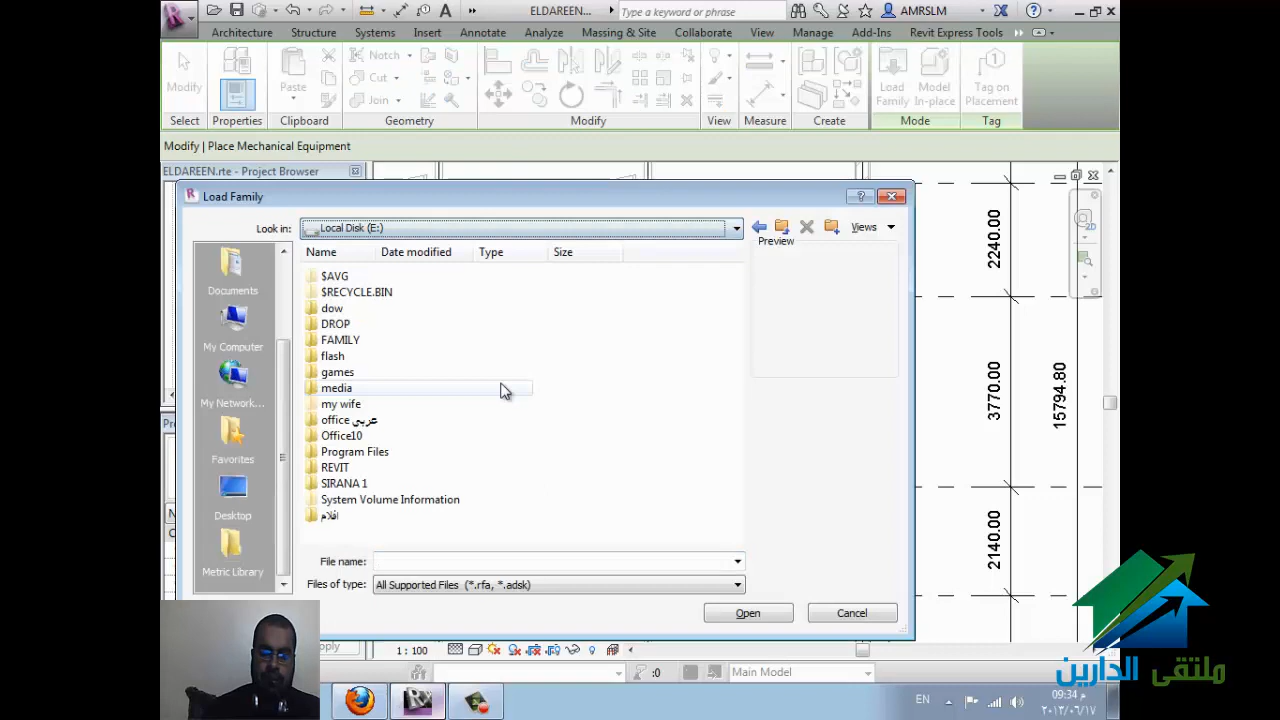 ELDAREEN...
Type a keyword or phrase
AMRSLM
Architecture Structure Systems Insert Annotate Analyze Massing & Site Collaborate View Manage Add-Ins Revit Express Tools
Modify
Notch
Cut
Join
Paste
Load Family
Model In-place
Tag on Placement
Select Properties Clipboard Geometry Modify View Measure Create Mode Tag
Modify | Place Mechanical Equipment
ELDAREEN.rte - Project Browser
Load Family
Look in: Local Disk (E:)
Views
Name Date modified Type Size
Preview
$AVG
$RECYCLE.BIN
dow
DROP
FAMILY
flash
games
media
my wife
office عربي
Office10
Program Files
REVIT
SIRANA 1
System Volume Information
افلام
Documents
My Computer
My Network...
Favorites
Desktop
Metric Library
File name:
Files of type: All Supported Files (*.rfa, *.adsk)
Open Cancel
2240.00
3770.00
15794.80
2140.00
2D
1 : 100
:0
Main Model
EN
09:34 م
٢٠١٣/٠٦/١٧
ملتقى الدارين